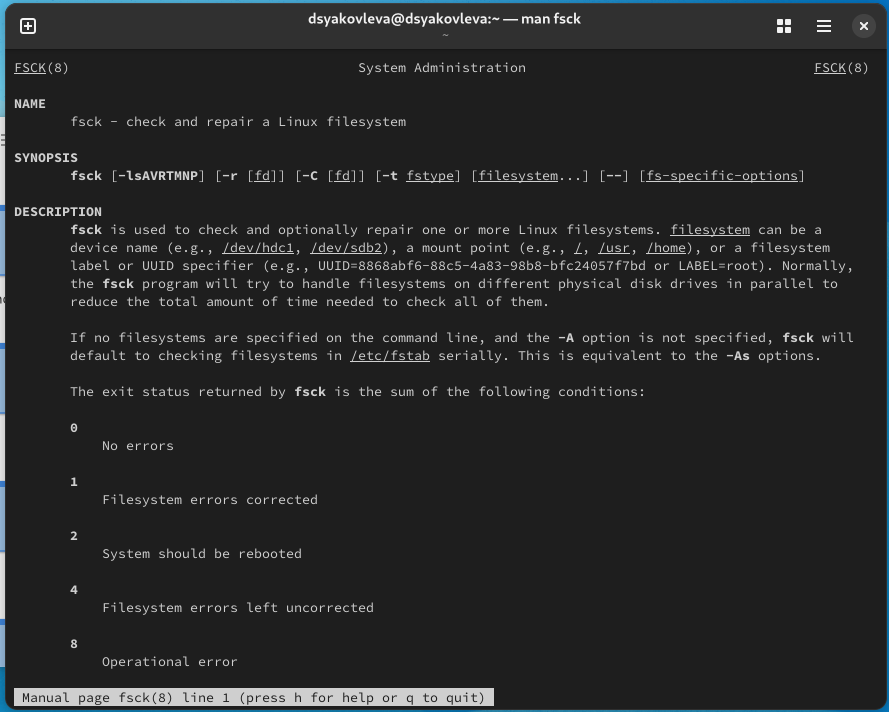 dsyakovleva@dsyakovleva:~ — man fsck
~
FSCK(8) System Administration FSCK(8)
NAME
fsck - check and repair a Linux filesystem
SYNOPSIS
fsck [-lsAVRTMNP] [-r [fd]] [-C [fd]] [-t fstype] [filesystem...] [--] [fs-specific-options]
DESCRIPTION
fsck is used to check and optionally repair one or more Linux filesystems. filesystem can be a
device name (e.g., /dev/hdc1, /dev/sdb2), a mount point (e.g., /, /usr, /home), or a filesystem
label or UUID specifier (e.g., UUID=8868abf6-88c5-4a83-98b8-bfc24057f7bd or LABEL=root). Normally,
the fsck program will try to handle filesystems on different physical disk drives in parallel to
reduce the total amount of time needed to check all of them.
If no filesystems are specified on the command line, and the -A option is not specified, fsck will
default to checking filesystems in /etc/fstab serially. This is equivalent to the -As options.
The exit status returned by fsck is the sum of the following conditions:
0
No errors
1
Filesystem errors corrected
2
System should be rebooted
4
Filesystem errors left uncorrected
8
Operational error
Manual page fsck(8) line 1 (press h for help or q to quit)